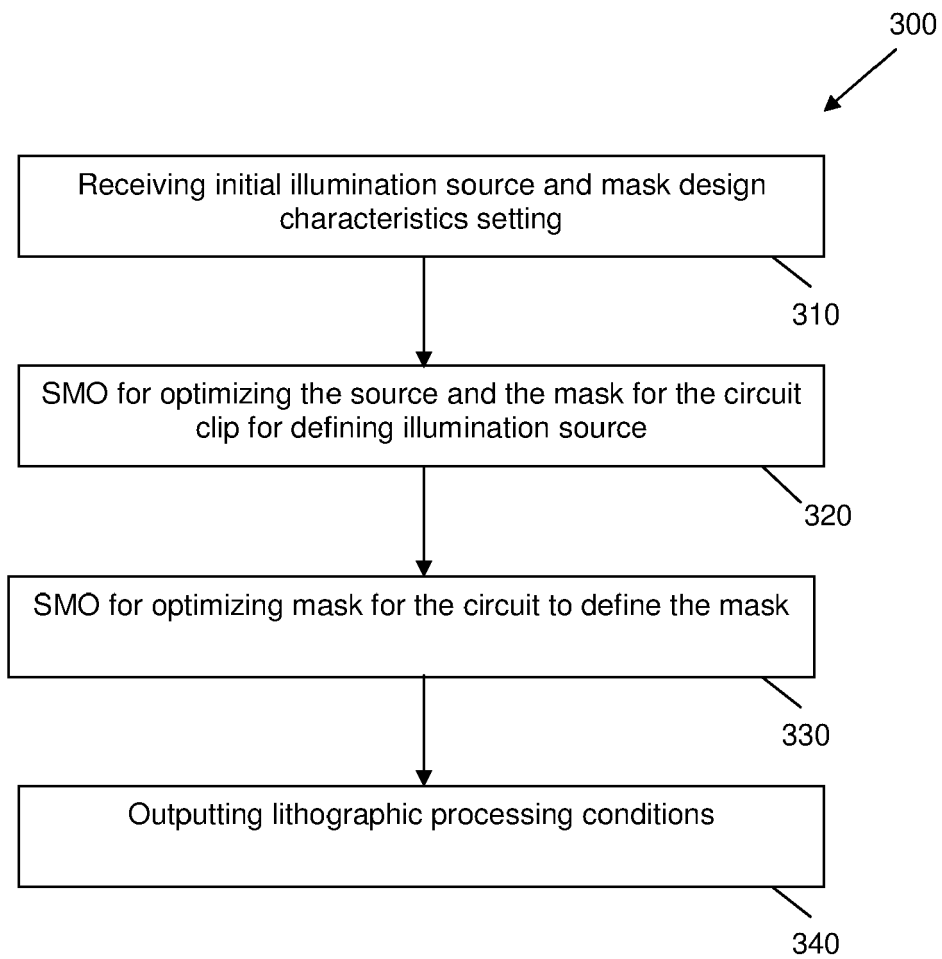 300
Receiving initial illumination source and mask design
characteristics setting
310
SMO for optimizing the source and the mask for the circuit
clip for defining illumination source
320
SMO for optimizing mask for the circuit to define the mask
330
Outputting lithographic processing conditions
340